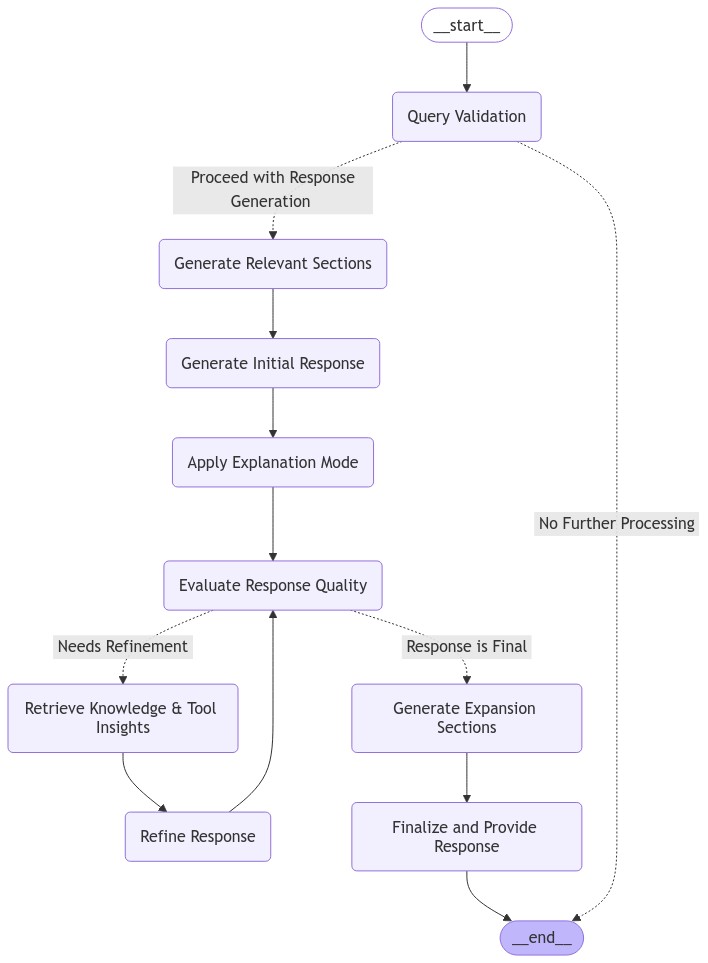 __start__
Query Validation
Proceed with Response
Generation
Generate Relevant Sections
Generate Initial Response
Apply Explanation Mode
No Further Processing
Evaluate Response Quality
Needs Refinement
Response is Final
Retrieve Knowledge & Tool
Insights
Generate Expansion
Sections
Refine Response
Finalize and Provide
Response
__end__